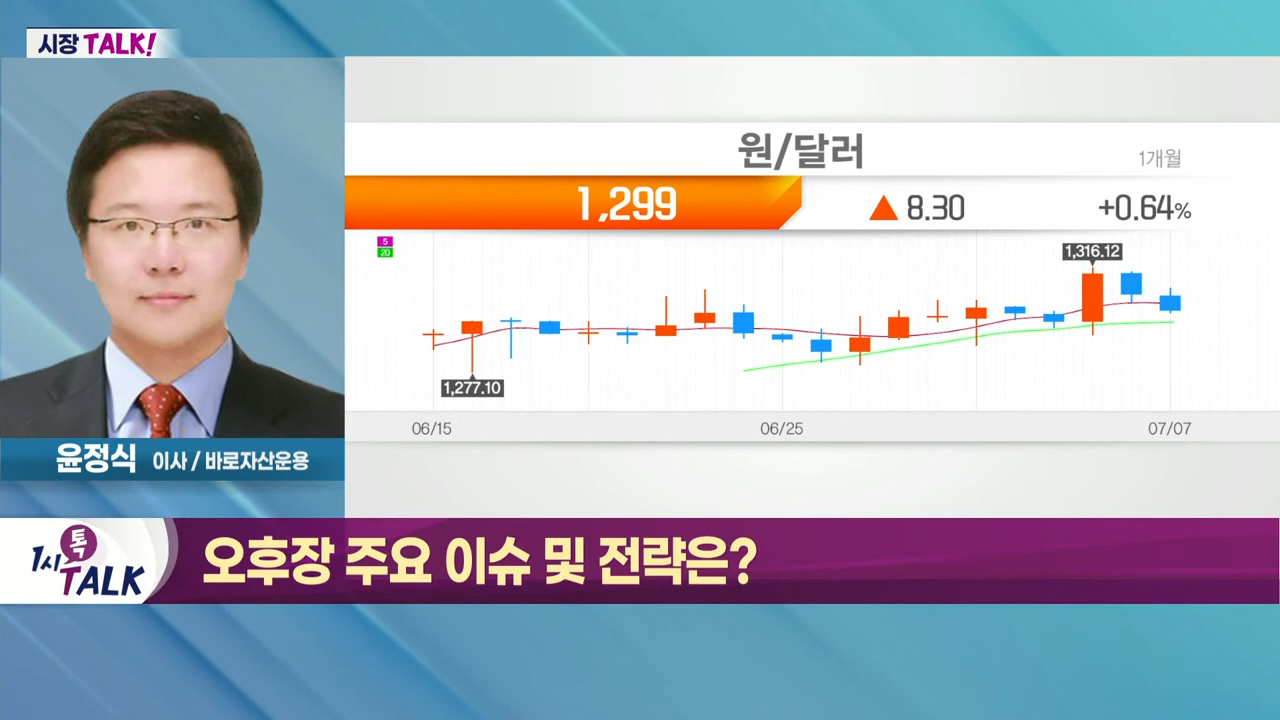 시장 TALK!
원/달러
1개월
1,299
▲ 8.30
+0.64%
5
20
1,316.12
1,277.10
06/15
06/25
07/07
윤정식 이사 / 바로자산운용
1시 톡 TALK
오후장 주요 이슈 및 전략은?